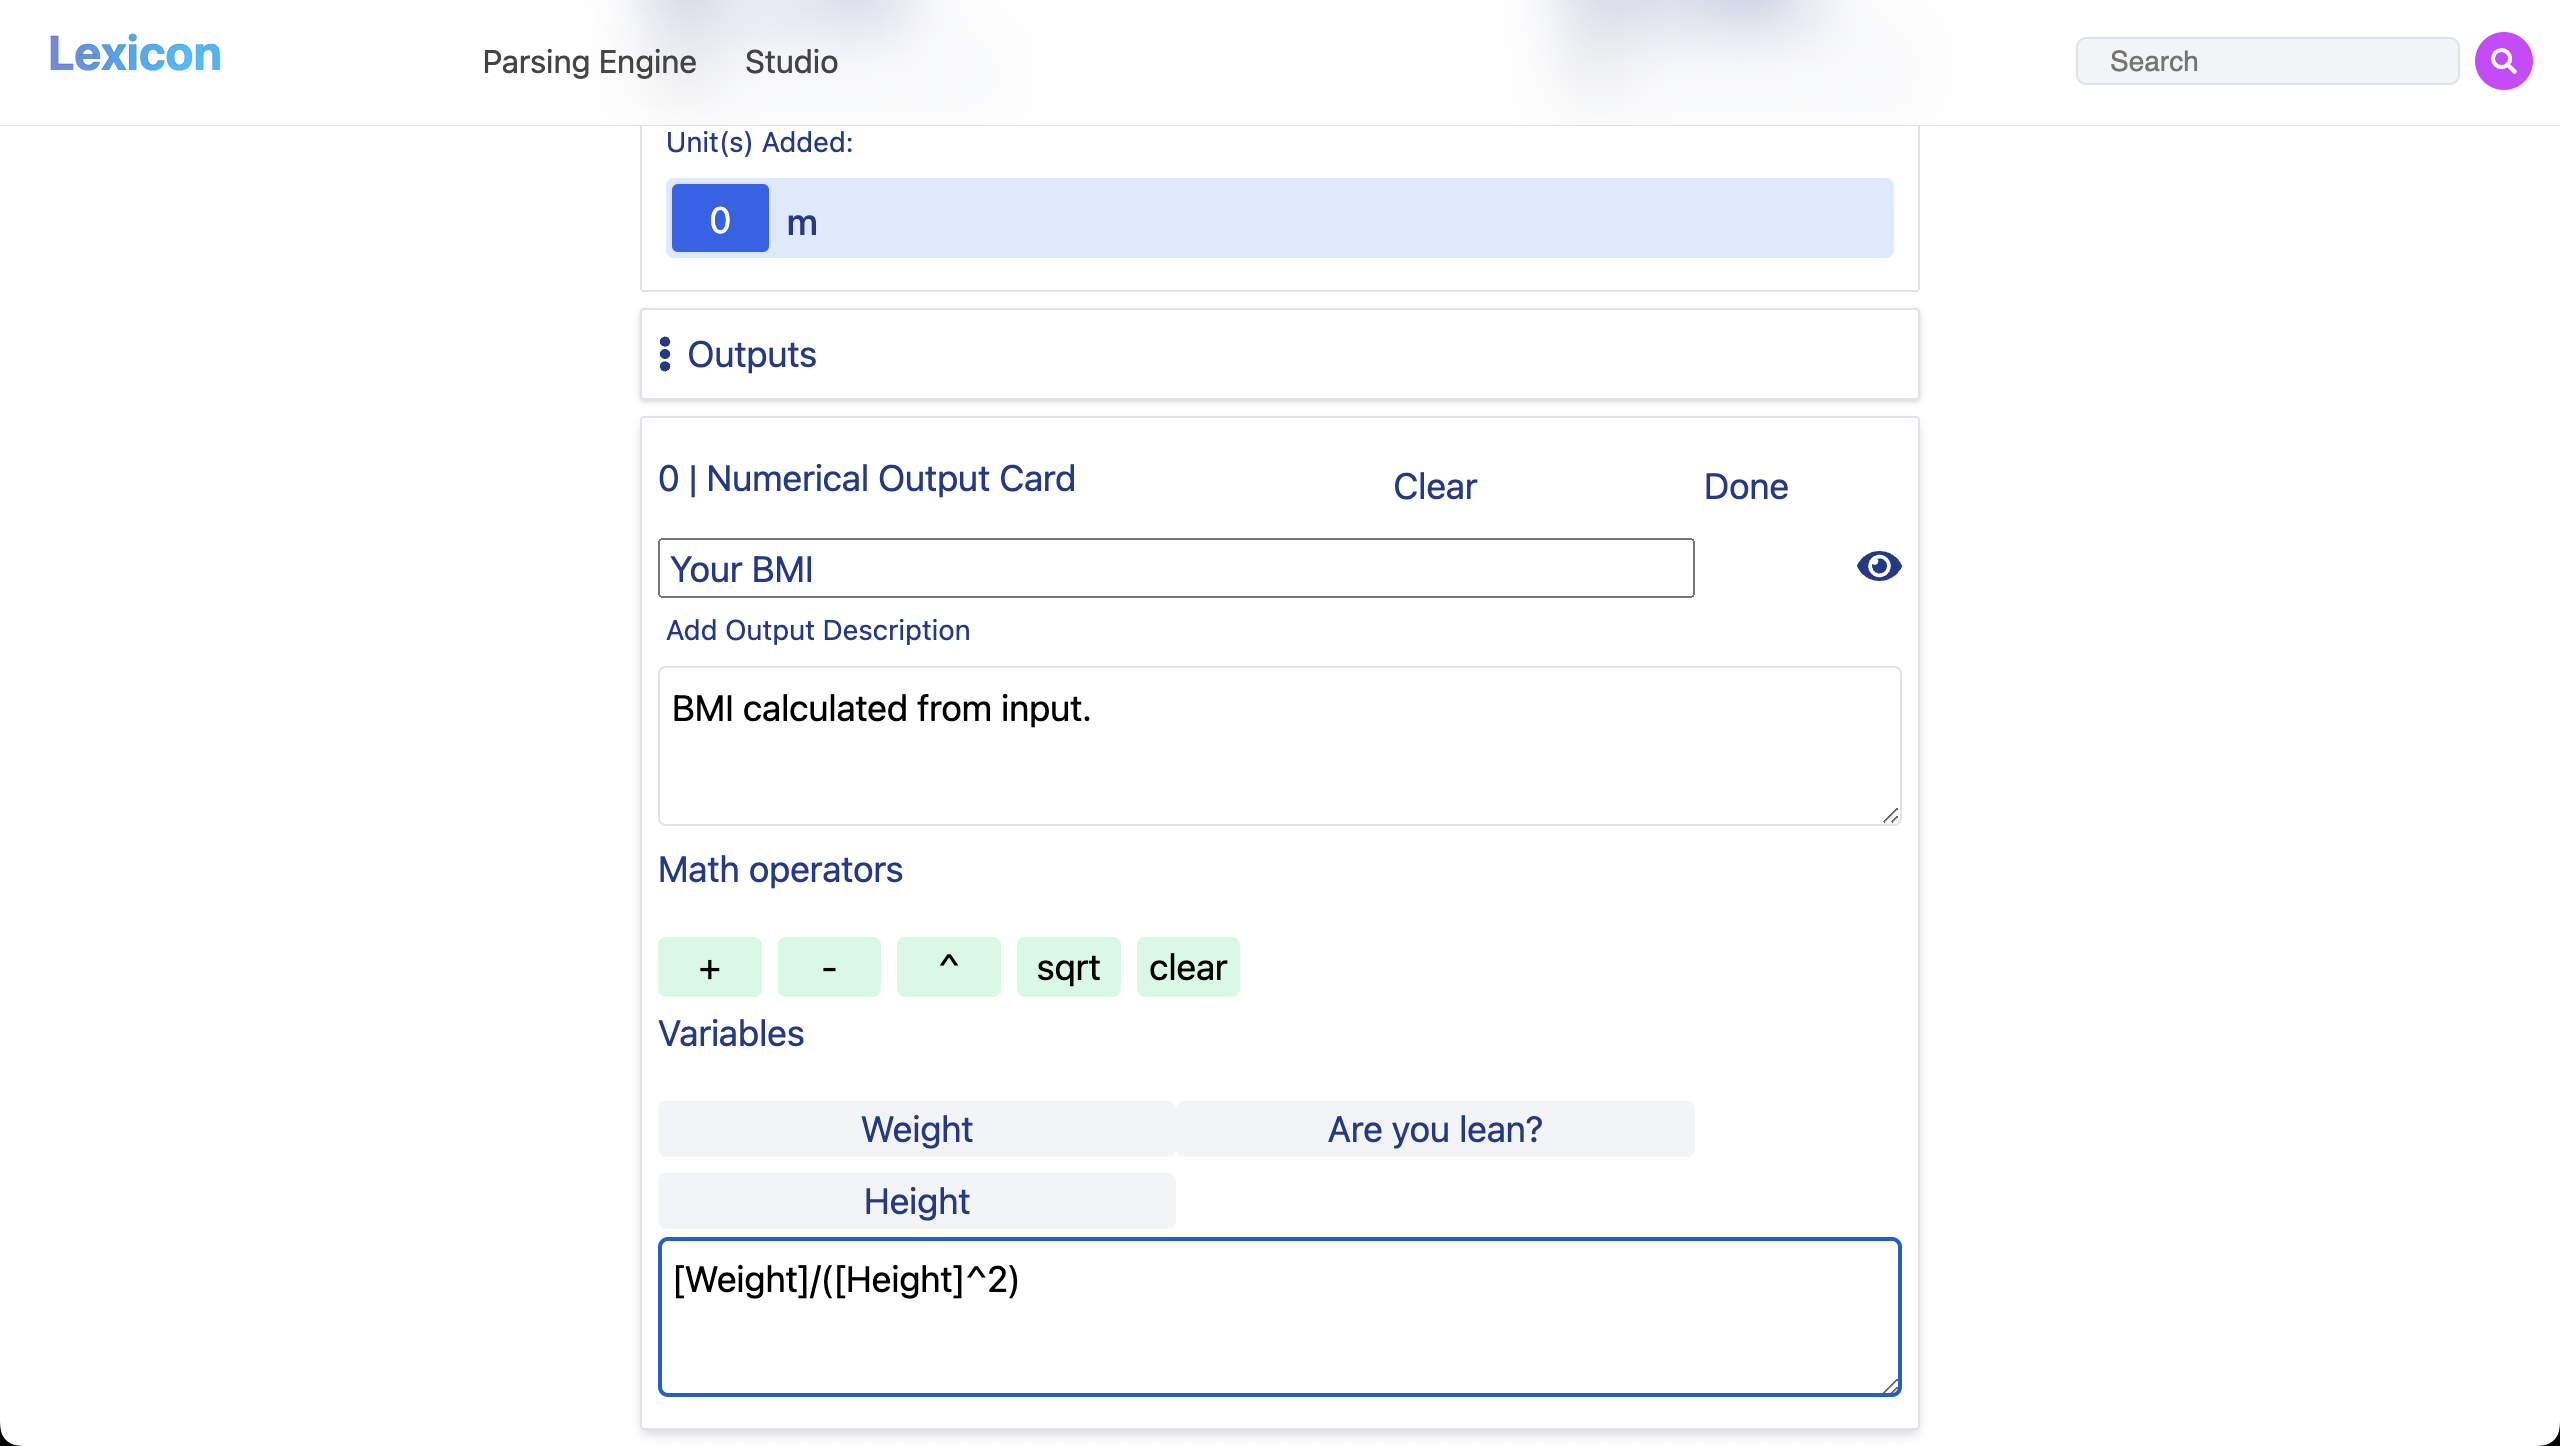 Lexicon
Parsing Engine Studio
Search
Unit(s) Added:
0 m
Outputs
0 | Numerical Output Card Clear Done
Your BMI
Add Output Description
BMI calculated from input.
Math operators
+ - ^ sqrt clear
Variables
Weight Are you lean?
Height
[Weight]/([Height]^2)